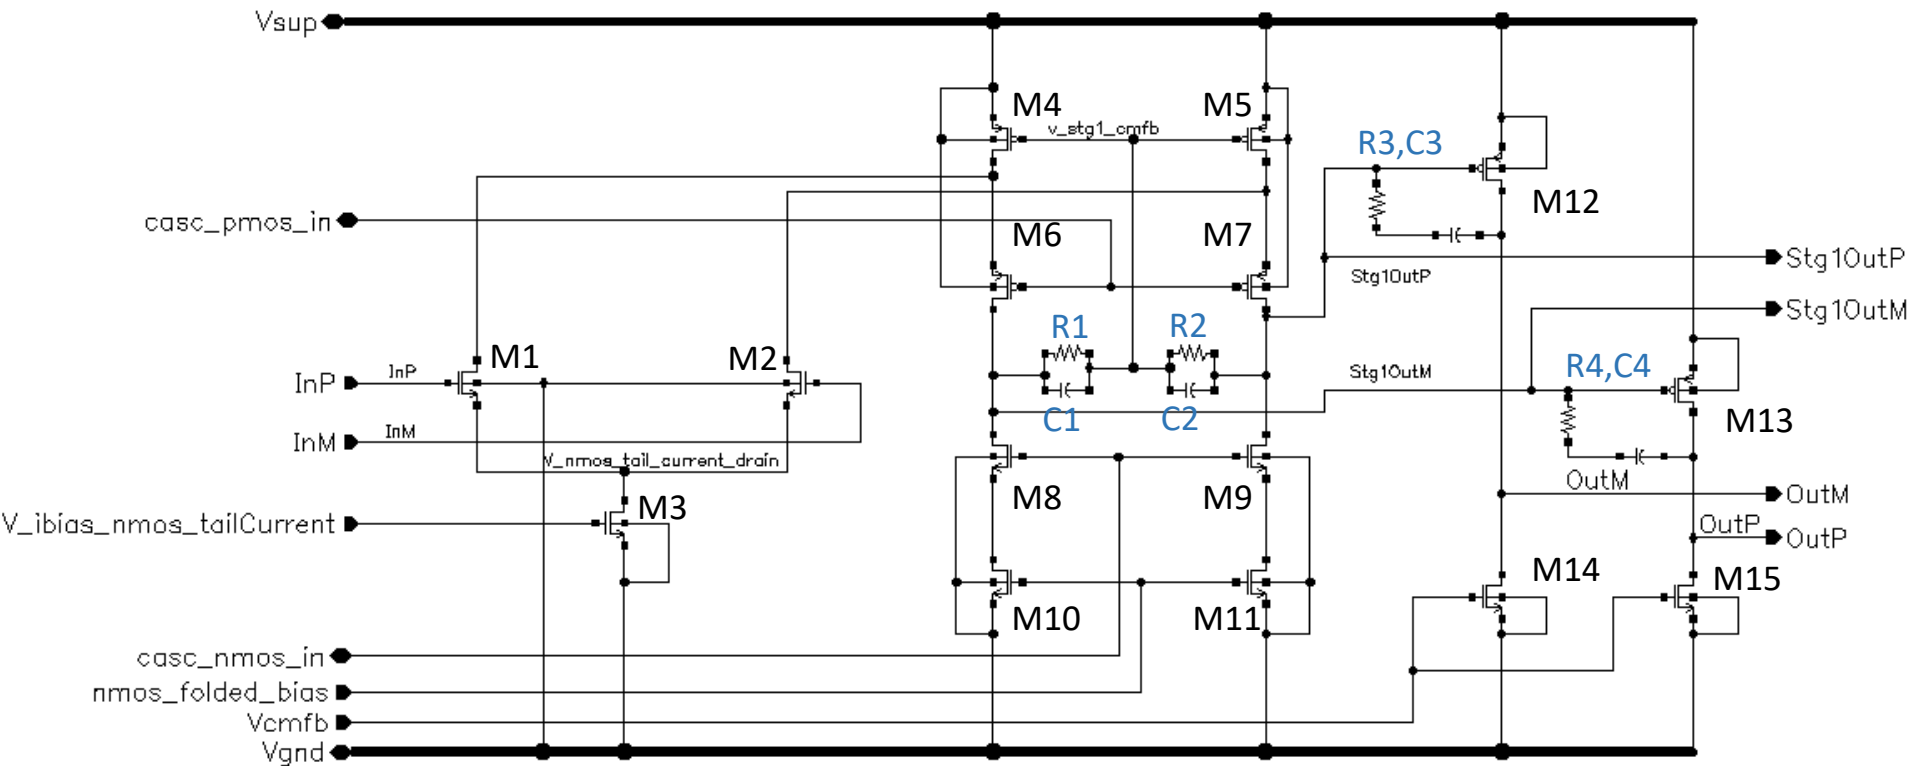 Vsup
M4
M5
v_stg1_cmfb
R3,C3
M12
casc_pmos_in
M6
M7
Stg1OutP
Stg1OutP
Stg1OutM
R1
R2
M1
M2
InP
InP
Stg1OutM
R4,C4
C1
C2
M13
InM
InM
V_nmos_tail_current_drain
M8
M9
OutM
OutM
M3
V_ibias_nmos_tailCurrent
OutP
OutP
M14
M15
M10
M11
casc_nmos_in
nmos_folded_bias
Vcmfb
Vgnd